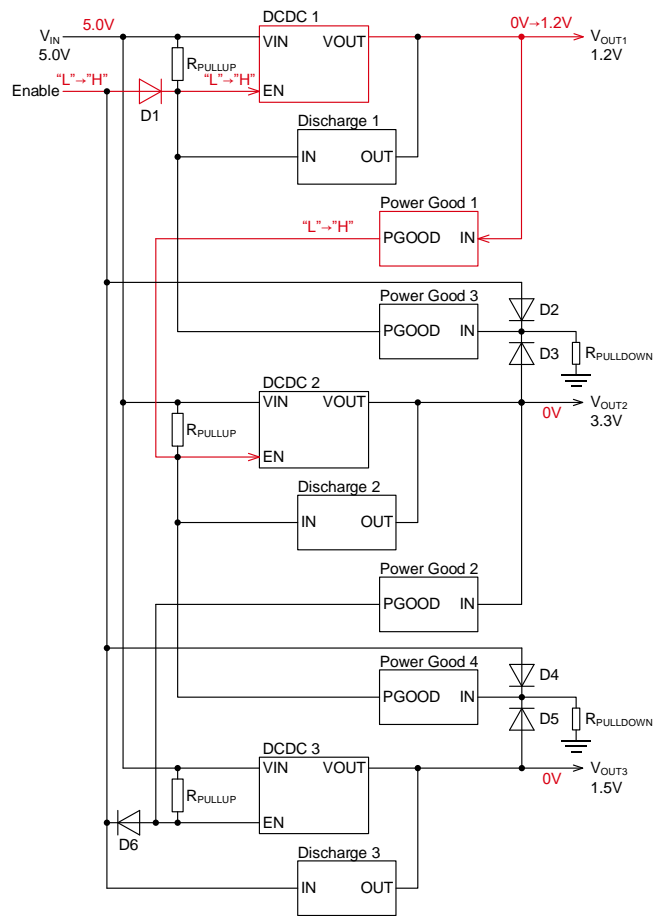 DCDC 1
VIN
5.0V
5.0V
VIN
VOUT
0V→1.2V
VOUT1
1.2V
RPULLUP
Enable
“L”→”H”
D1
“L”→”H”
EN
Discharge 1
IN
OUT
Power Good 1
“L”→”H”
PGOOD
IN
Power Good 3
PGOOD
IN
D2
D3
RPULLDOWN
DCDC 2
VIN
VOUT
0V
VOUT2
3.3V
RPULLUP
EN
Discharge 2
IN
OUT
Power Good 2
PGOOD
IN
Power Good 4
PGOOD
IN
D4
D5
RPULLDOWN
DCDC 3
VIN
VOUT
0V
VOUT3
1.5V
RPULLUP
EN
D6
Discharge 3
IN
OUT